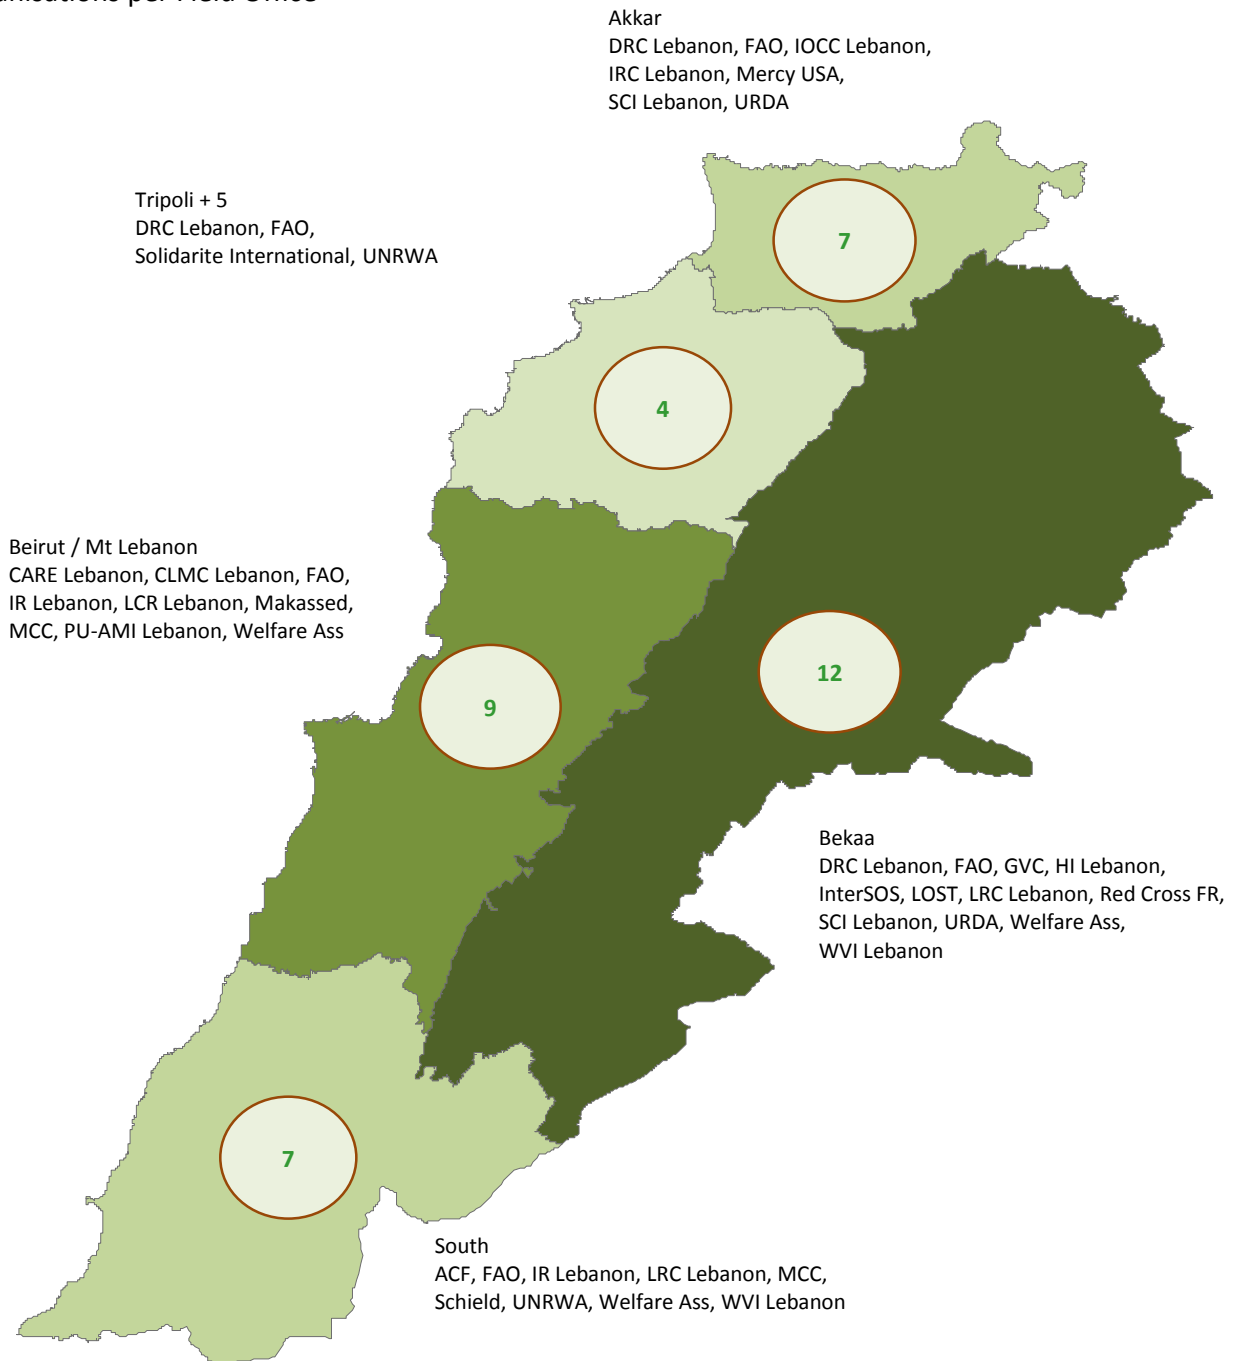 Akkar
DRC Lebanon, FAO, IOCC Lebanon,
IRC Lebanon, Mercy USA,
SCI Lebanon, URDA
7
Tripoli + 5
DRC Lebanon, FAO,
Solidarite International, UNRWA
4
Beirut / Mt Lebanon
CARE Lebanon, CLMC Lebanon, FAO,
IR Lebanon, LCR Lebanon, Makassed,
MCC, PU-AMI Lebanon, Welfare Ass
9
12
Bekaa
DRC Lebanon, FAO, GVC, HI Lebanon,
InterSOS, LOST, LRC Lebanon, Red Cross FR,
SCI Lebanon, URDA, Welfare Ass,
WVI Lebanon
7
South
ACF, FAO, IR Lebanon, LRC Lebanon, MCC,
Schield, UNRWA, Welfare Ass, WVI Lebanon